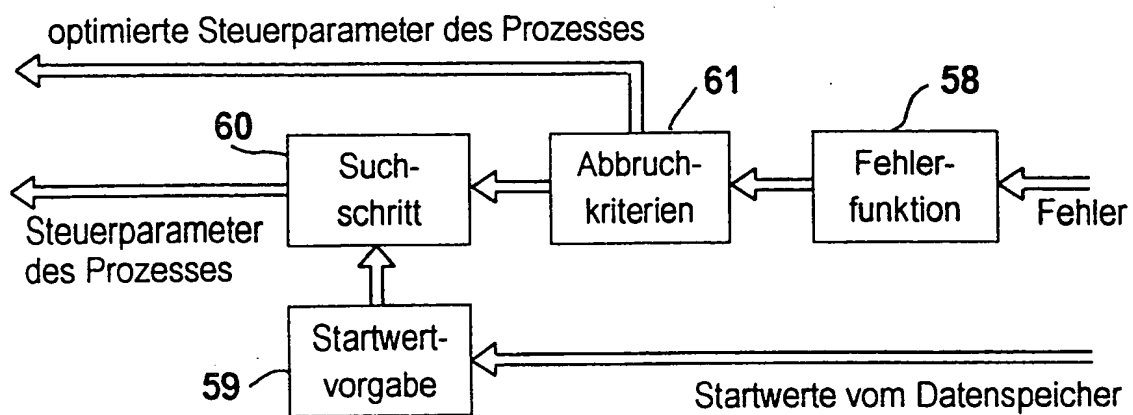 optimierte Steuerparameter des Prozesses
61
58
60
Such-
schritt
Abbruch-
kriterien
Fehler-
funktion
Fehler
Steuerparameter
des Prozesses
Startwert-
vorgabe
59
Startwerte vom Datenspeicher